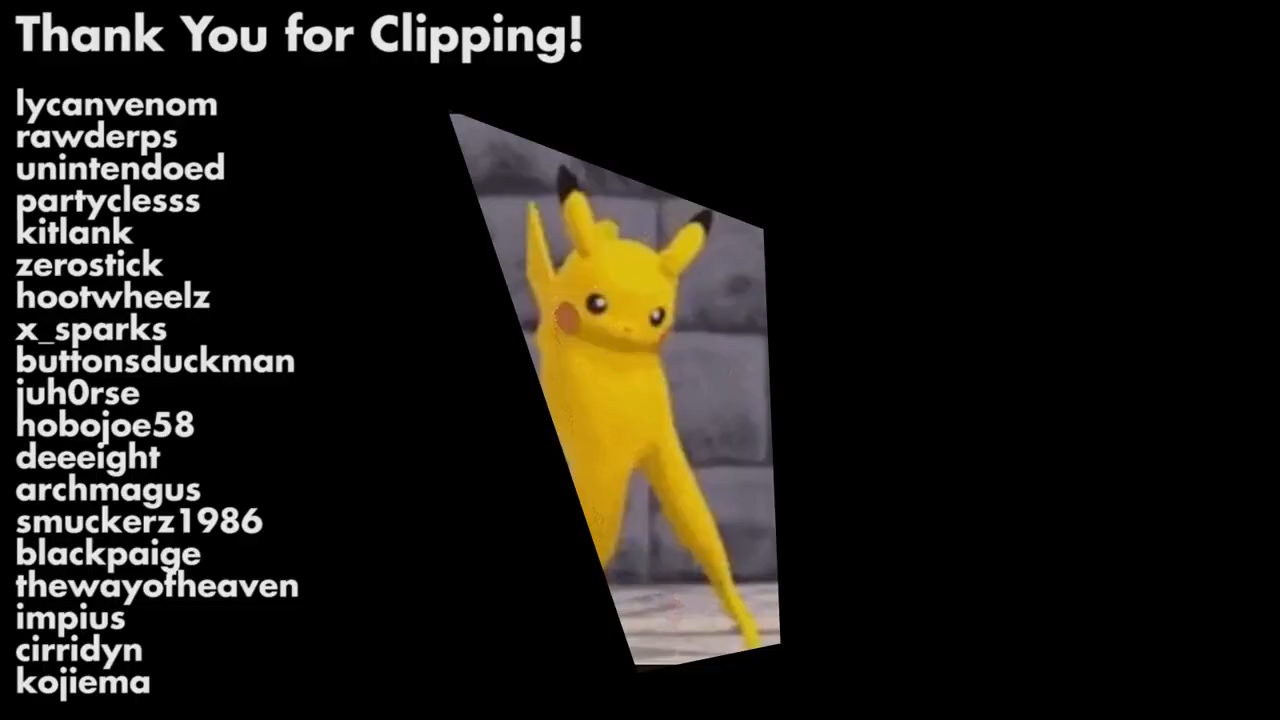 Thank You for Clipping!
lycanvenom
rawderps
unintendoed
partyclesss
kitlank
zerostick
hootwheelz
x_sparks
buttonsduckman
juh0rse
hobojoe58
deeeight
archmagus
smuckerz1986
blackpaige
thewayofheaven
impius
cirridyn
kojiema